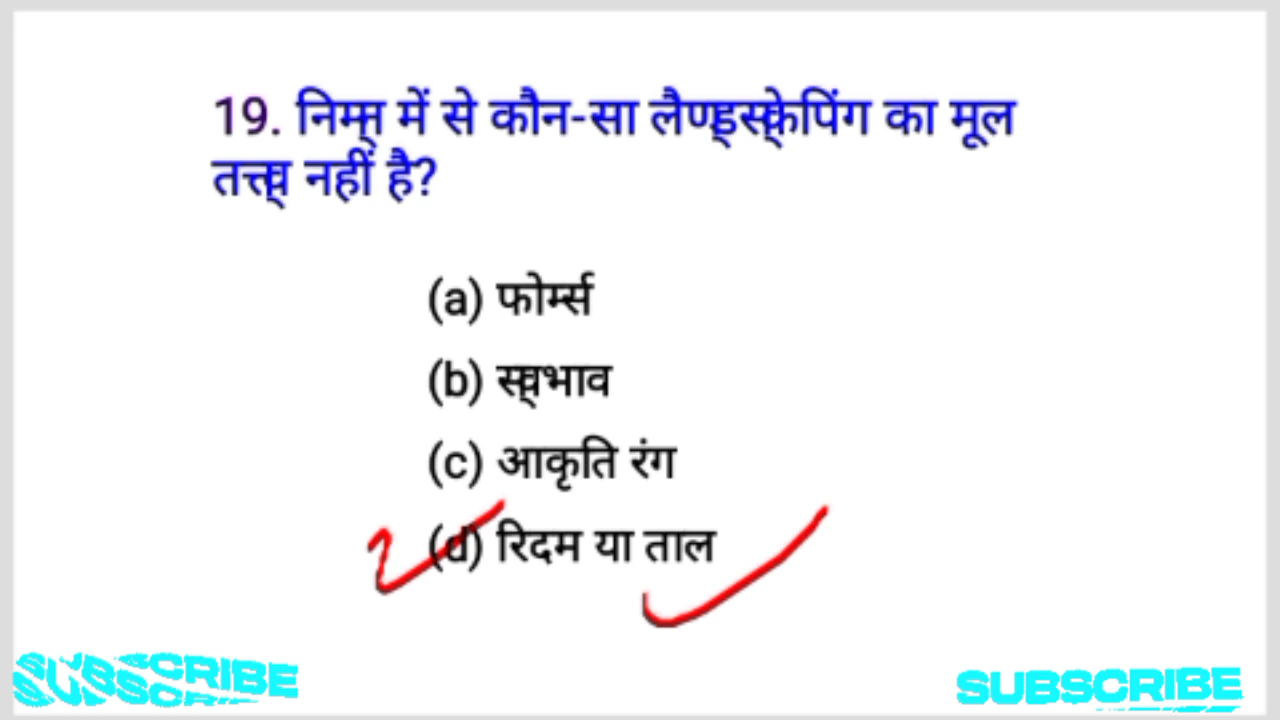 19. निम्न में से कौन-सा लैण्डस्केपिंग का मूल
तत्त्व नहीं है?
(a) फोर्म्स
(b) स्वभाव
(c) आकृति रंग
(d) रिदम या ताल
SUBSCRIBE
SUBSCRIBE